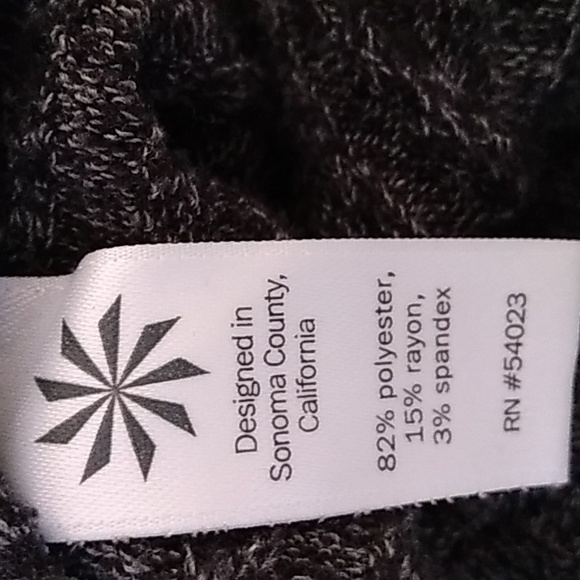 Designed in
Sonoma County,
California
82% polyester,
15% rayon,
3% spandex
RN #54023